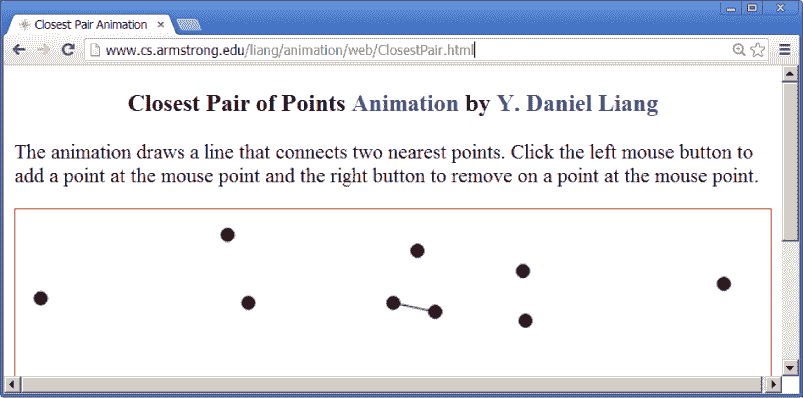 Closest Pair Animation
www.cs.armstrong.edu/liang/animation/web/ClosestPair.html
Closest Pair of Points Animation by Y. Daniel Liang
The animation draws a line that connects two nearest points. Click the left mouse button to
add a point at the mouse point and the right button to remove on a point at the mouse point.